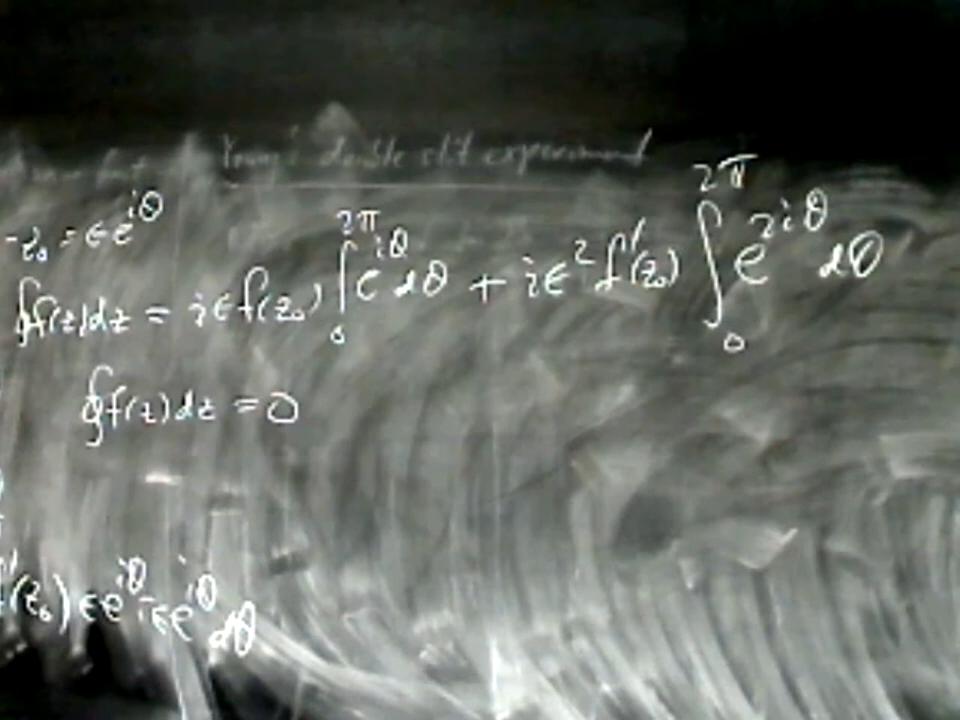 Young's double slit experiment
-z₀ = ϵe^{iθ}
∮f(z)dz = iϵf(z₀) ∫₀^{2π} e^{iθ}dθ + iϵ²f'(z₀) ∫₀^{2π} e^{2iθ}dθ
∮f(z)dz = 0
f'(z₀)ϵe^{iθ}iϵe^{iθ}dθ